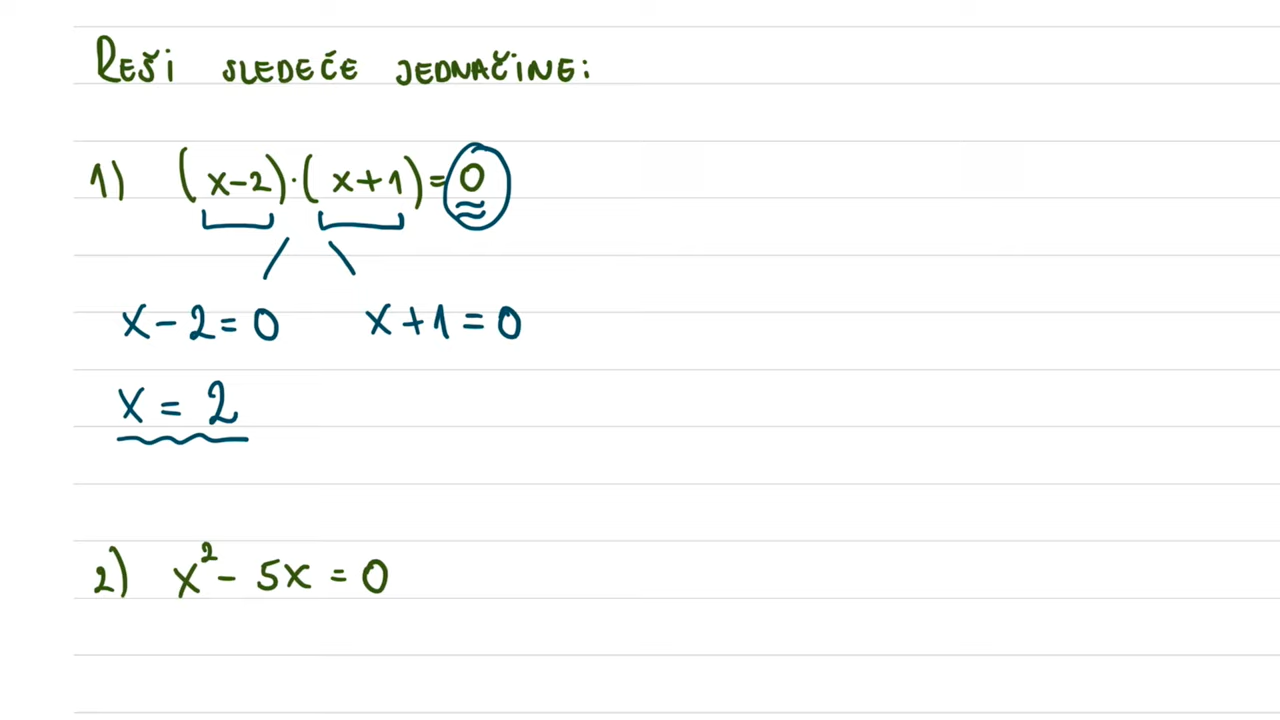 REŠI SLEDEĆE JEDNAČINE:
1) (x-2)·(x+1)=0
x-2=0 x+1=0
x = 2
2) x²- 5x = 0